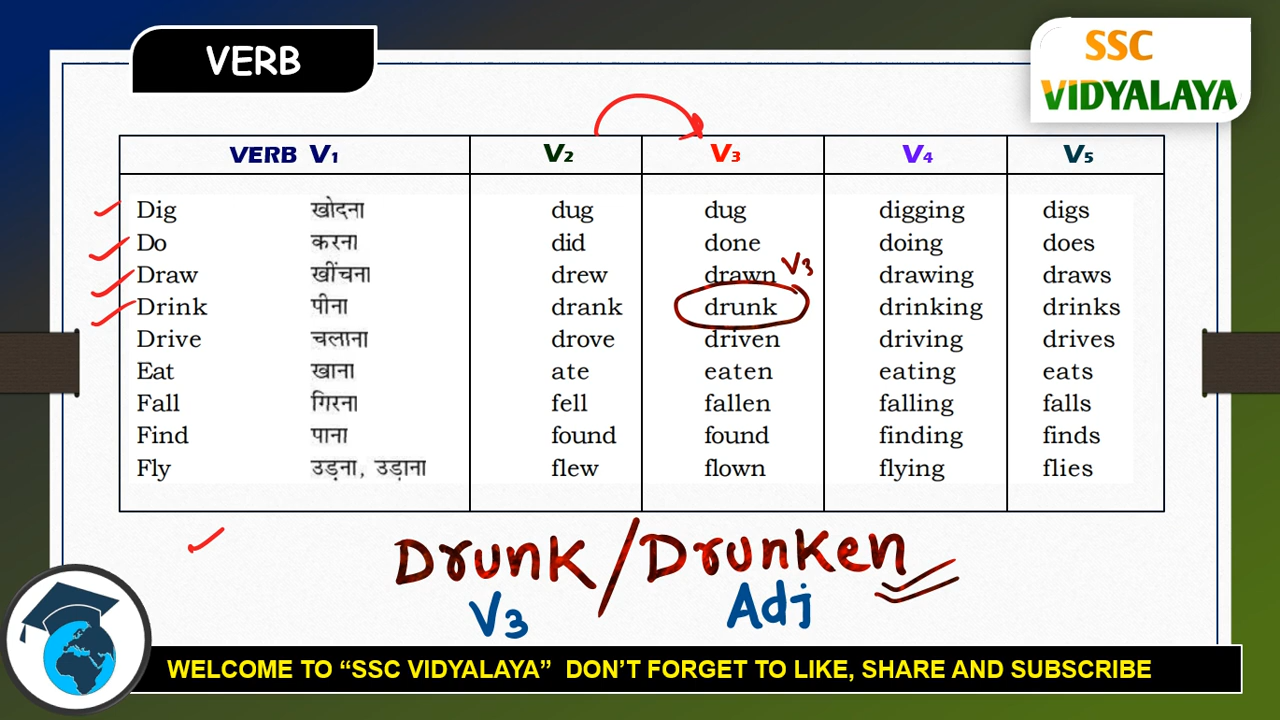 VERB
SSC
VIDYALAYA
VERB V1 V2 V3 V4 V5
Dig खोदना dug dug digging digs
Do करना did done doing does
Draw खींचना drew drawn V3 drawing draws
Drink पीना drank drunk drinking drinks
Drive चलाना drove driven driving drives
Eat खाना ate eaten eating eats
Fall गिरना fell fallen falling falls
Find पाना found found finding finds
Fly उड़ना, उड़ाना flew flown flying flies
Drunk/Drunken
V3 Adj
WELCOME TO “SSC VIDYALAYA” DON’T FORGET TO LIKE, SHARE AND SUBSCRIBE